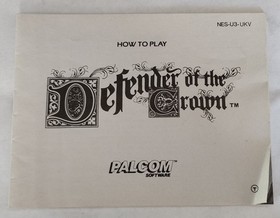 NES-U3-UKV
HOW TO PLAY
Defender of the
Crown™
PALCOM
SOFTWARE